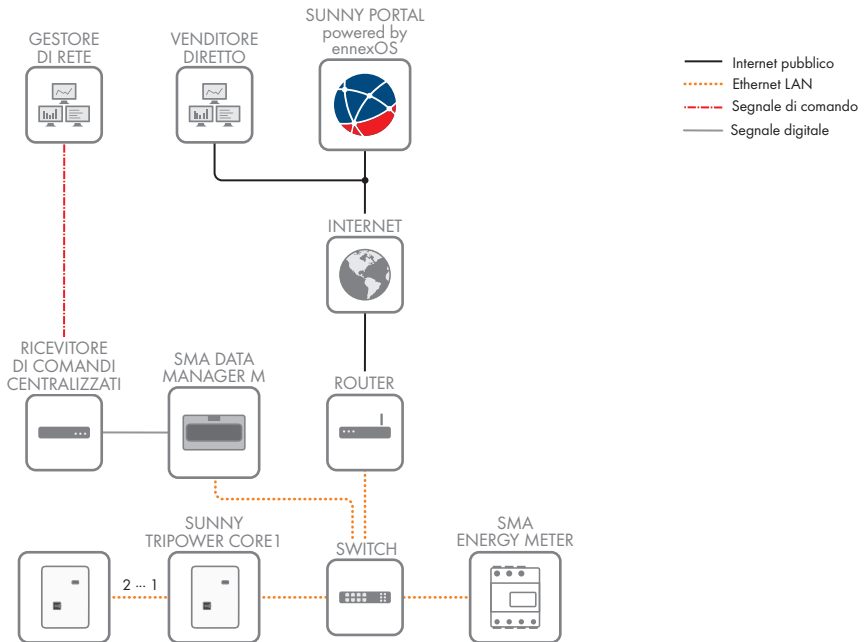 GESTORE
DI RETE
VENDITORE
DIRETTO
SUNNY PORTAL
powered by
ennexOS
Internet pubblico
Ethernet LAN
Segnale di comando
Segnale digitale
INTERNET
RICEVITORE
DI COMANDI
CENTRALIZZATI
SMA DATA
MANAGER M
ROUTER
SUNNY
TRIPOWER CORE1
SWITCH
SMA
ENERGY METER
2 ... 1